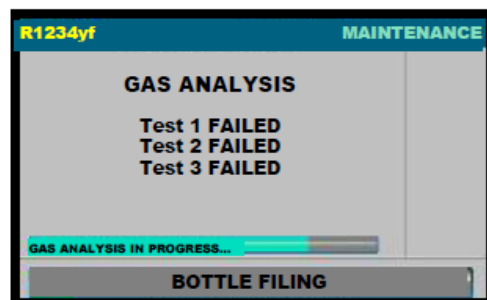 R1234yf MAINTENANCE
GAS ANALYSIS
Test 1 FAILED
Test 2 FAILED
Test 3 FAILED
GAS ANALYSIS IN PROGRESS...
BOTTLE FILING